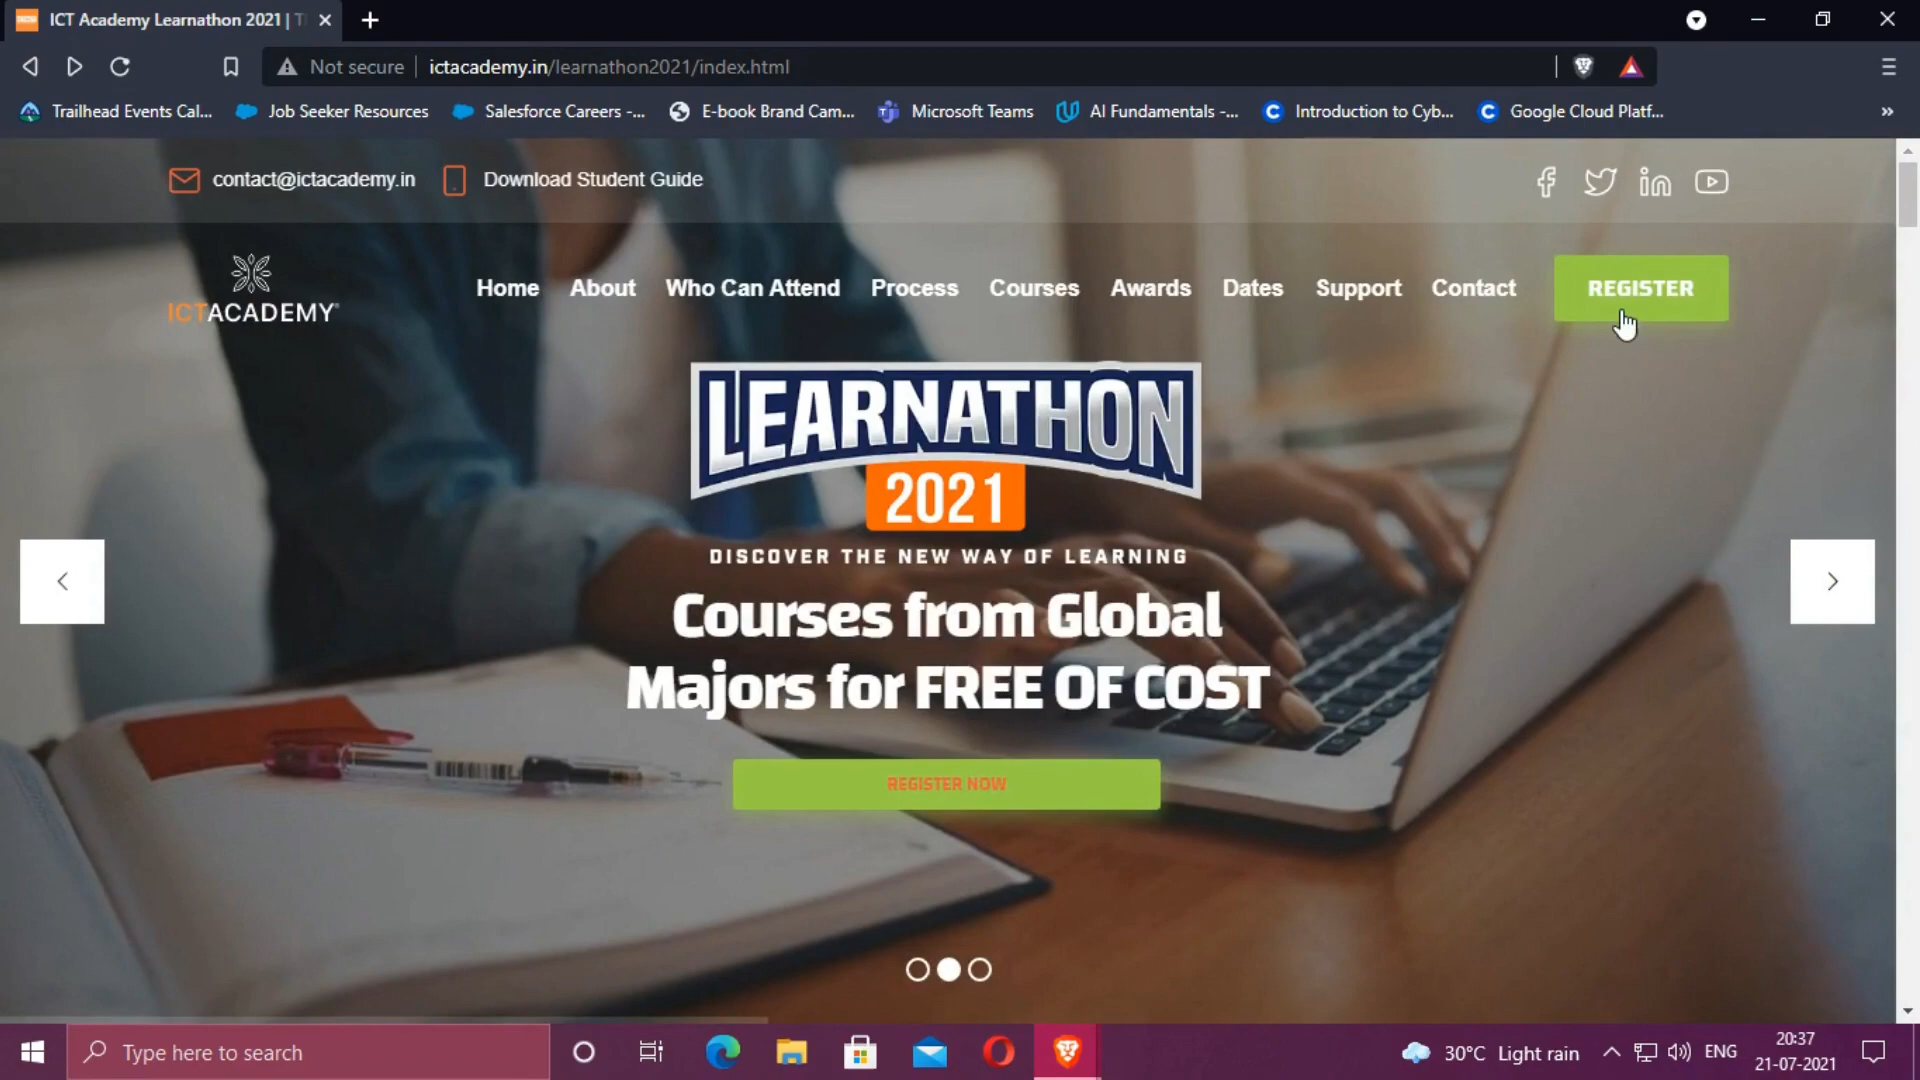 ICT Academy Learnathon 2021 |
Not secure
ictacademy.in/learnathon2021/index.html
Trailhead Events Cal...
Job Seeker Resources
Salesforce Careers -...
E-book Brand Cam...
Microsoft Teams
AI Fundamentals -...
Introduction to Cyb...
Google Cloud Platf...
contact@ictacademy.in
Download Student Guide
ICTACADEMY
Home
About
Who Can Attend
Process
Courses
Awards
Dates
Support
Contact
REGISTER
LEARNATHON
2021
DISCOVER THE NEW WAY OF LEARNING
Courses from Global
Majors for FREE OF COST
REGISTER NOW
Type here to search
30°C Light rain
ENG
20:37
21-07-2021